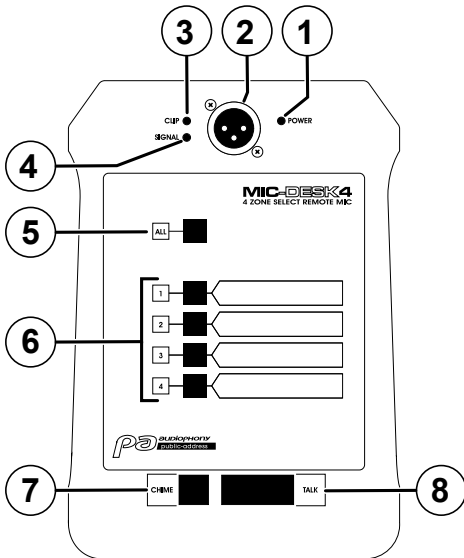 3 2 1
CLIP POWER
4 SIGNAL
MIC-DESK4
4 ZONE SELECT REMOTE MIC
5 ALL
1
2
6
3
4
pa audiophony
public-address
7 CHIME TALK 8